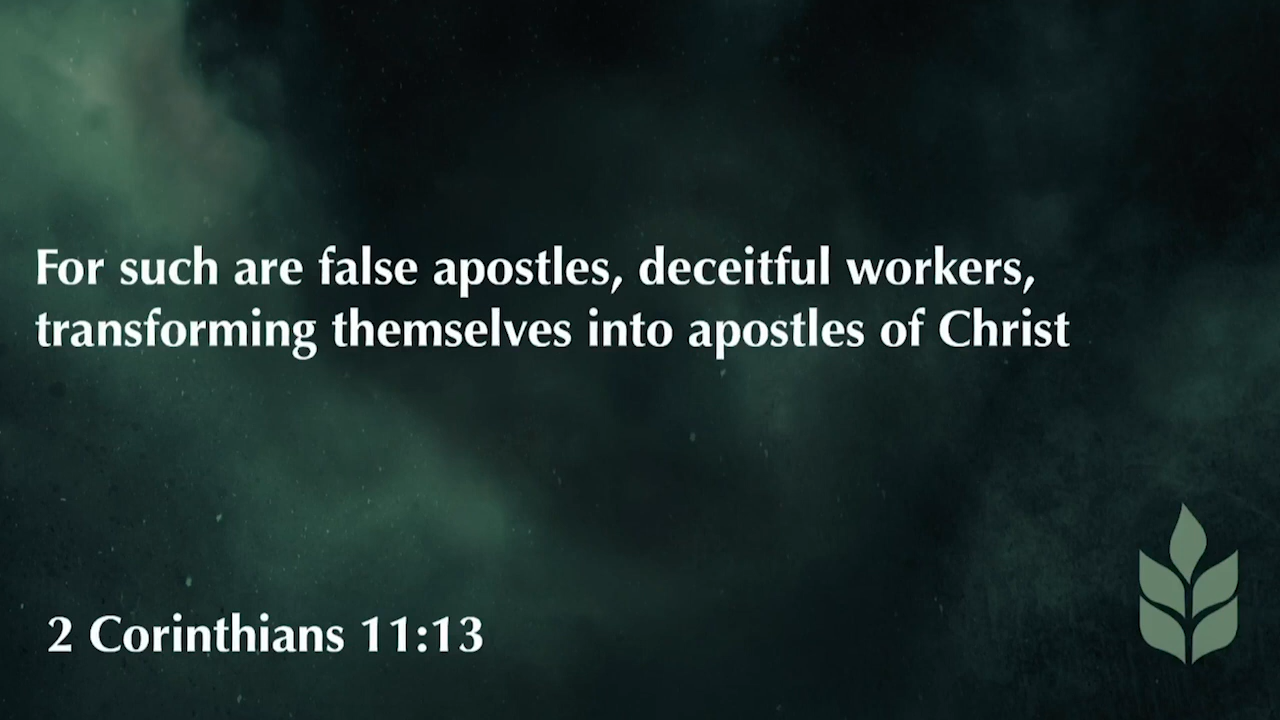 For such are false apostles, deceitful workers,
transforming themselves into apostles of Christ
2 Corinthians 11:13